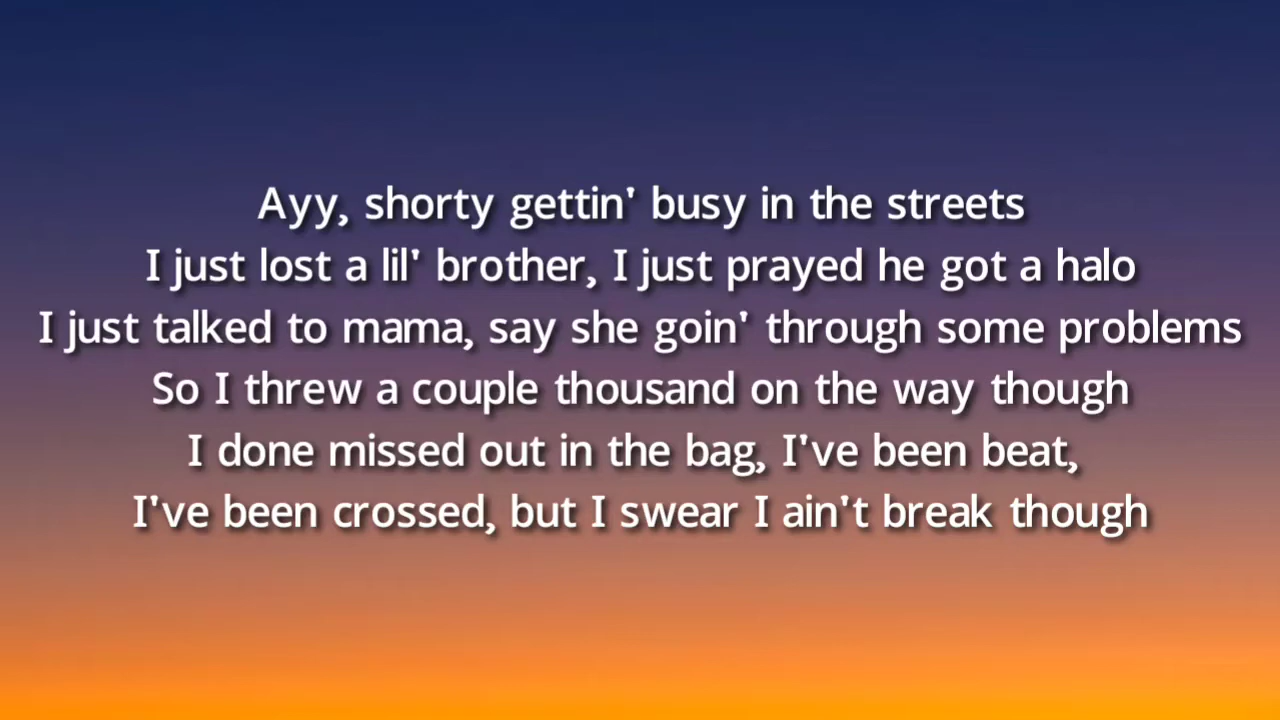 Ayy, shorty gettin' busy in the streets
I just lost a lil' brother, I just prayed he got a halo
I just talked to mama, say she goin' through some problems
So I threw a couple thousand on the way though
I done missed out in the bag, I've been beat,
I've been crossed, but I swear I ain't break though